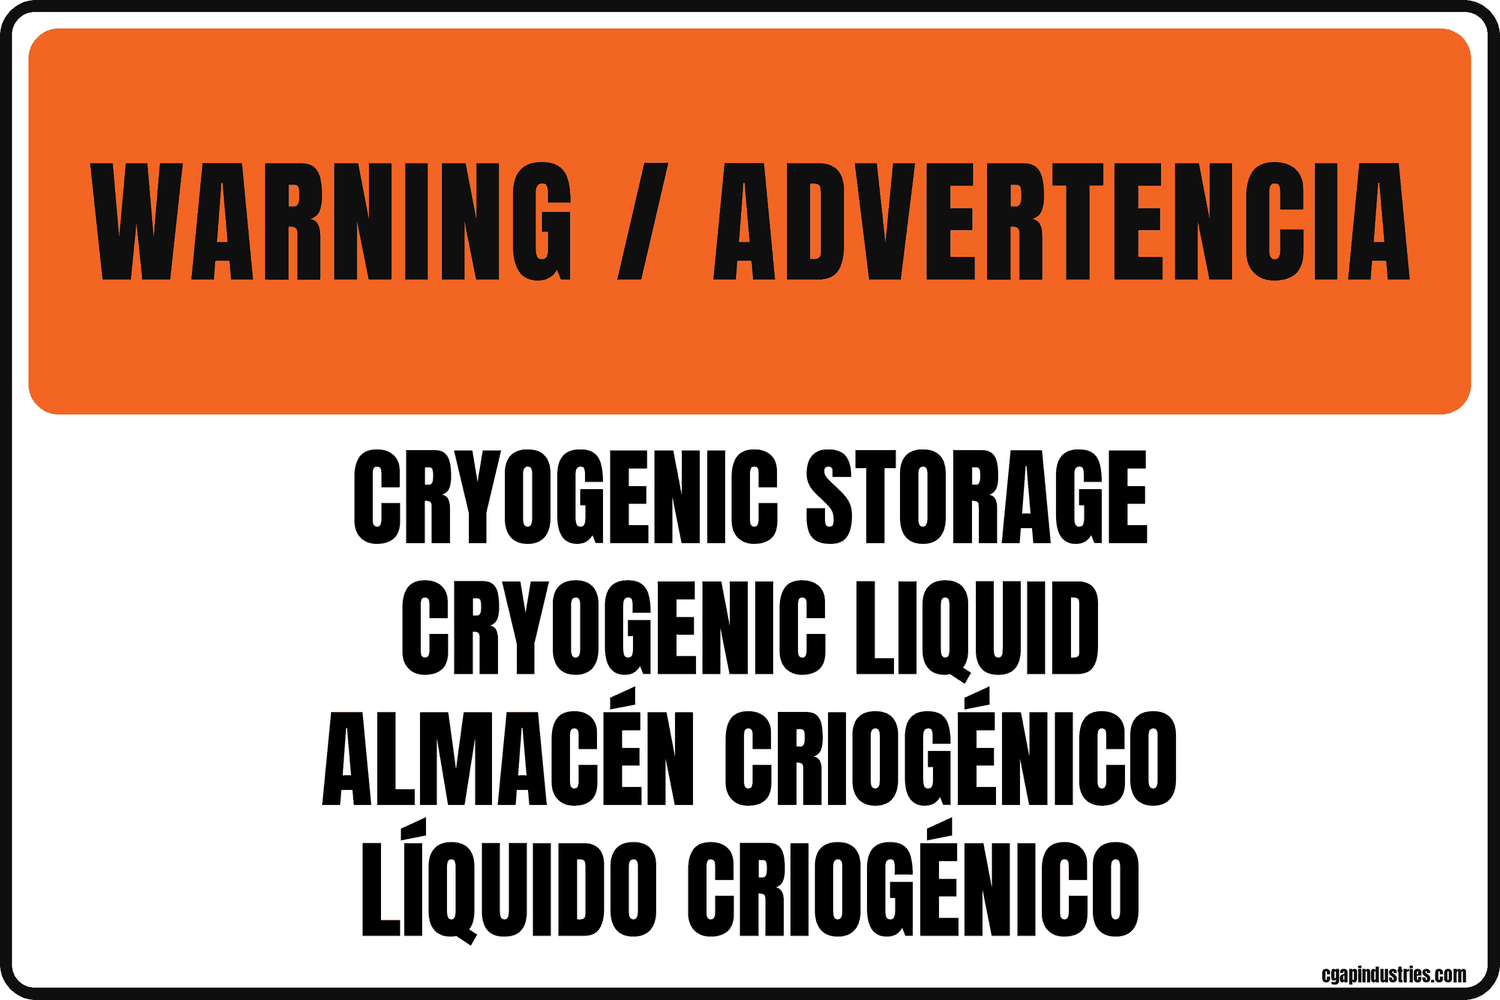 WARNING / ADVERTENCIA
CRYOGENIC STORAGE
CRYOGENIC LIQUID
ALMACÉN CRIOGÉNICO
LÍQUIDO CRIOGÉNICO
cgapindustries.com